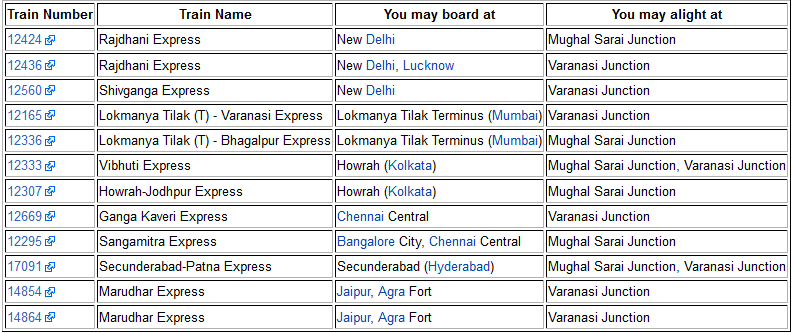 Train Number Train Name You may board at You may alight at
12424 Rajdhani Express New Delhi Mughal Sarai Junction
12436 Rajdhani Express New Delhi, Lucknow Varanasi Junction
12560 Shivganga Express New Delhi Varanasi Junction
12165 Lokmanya Tilak (T) - Varanasi Express Lokmanya Tilak Terminus (Mumbai) Varanasi Junction
12336 Lokmanya Tilak (T) - Bhagalpur Express Lokmanya Tilak Terminus (Mumbai) Mughal Sarai Junction
12333 Vibhuti Express Howrah (Kolkata) Mughal Sarai Junction, Varanasi Junction
12307 Howrah-Jodhpur Express Howrah (Kolkata) Mughal Sarai Junction
12669 Ganga Kaveri Express Chennai Central Varanasi Junction
12295 Sangamitra Express Bangalore City, Chennai Central Mughal Sarai Junction
17091 Secunderabad-Patna Express Secunderabad (Hyderabad) Mughal Sarai Junction, Varanasi Junction
14854 Marudhar Express Jaipur, Agra Fort Varanasi Junction
14864 Marudhar Express Jaipur, Agra Fort Varanasi Junction